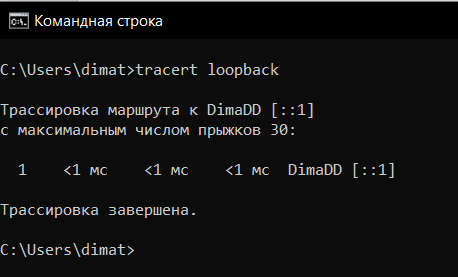 Командная строка
C:\Users\dimat>tracert loopback
Трассировка маршрута к DimaDD [::1]
с максимальным числом прыжков 30:
1 <1 мс <1 мс <1 мс DimaDD [::1]
Трассировка завершена.
C:\Users\dimat>